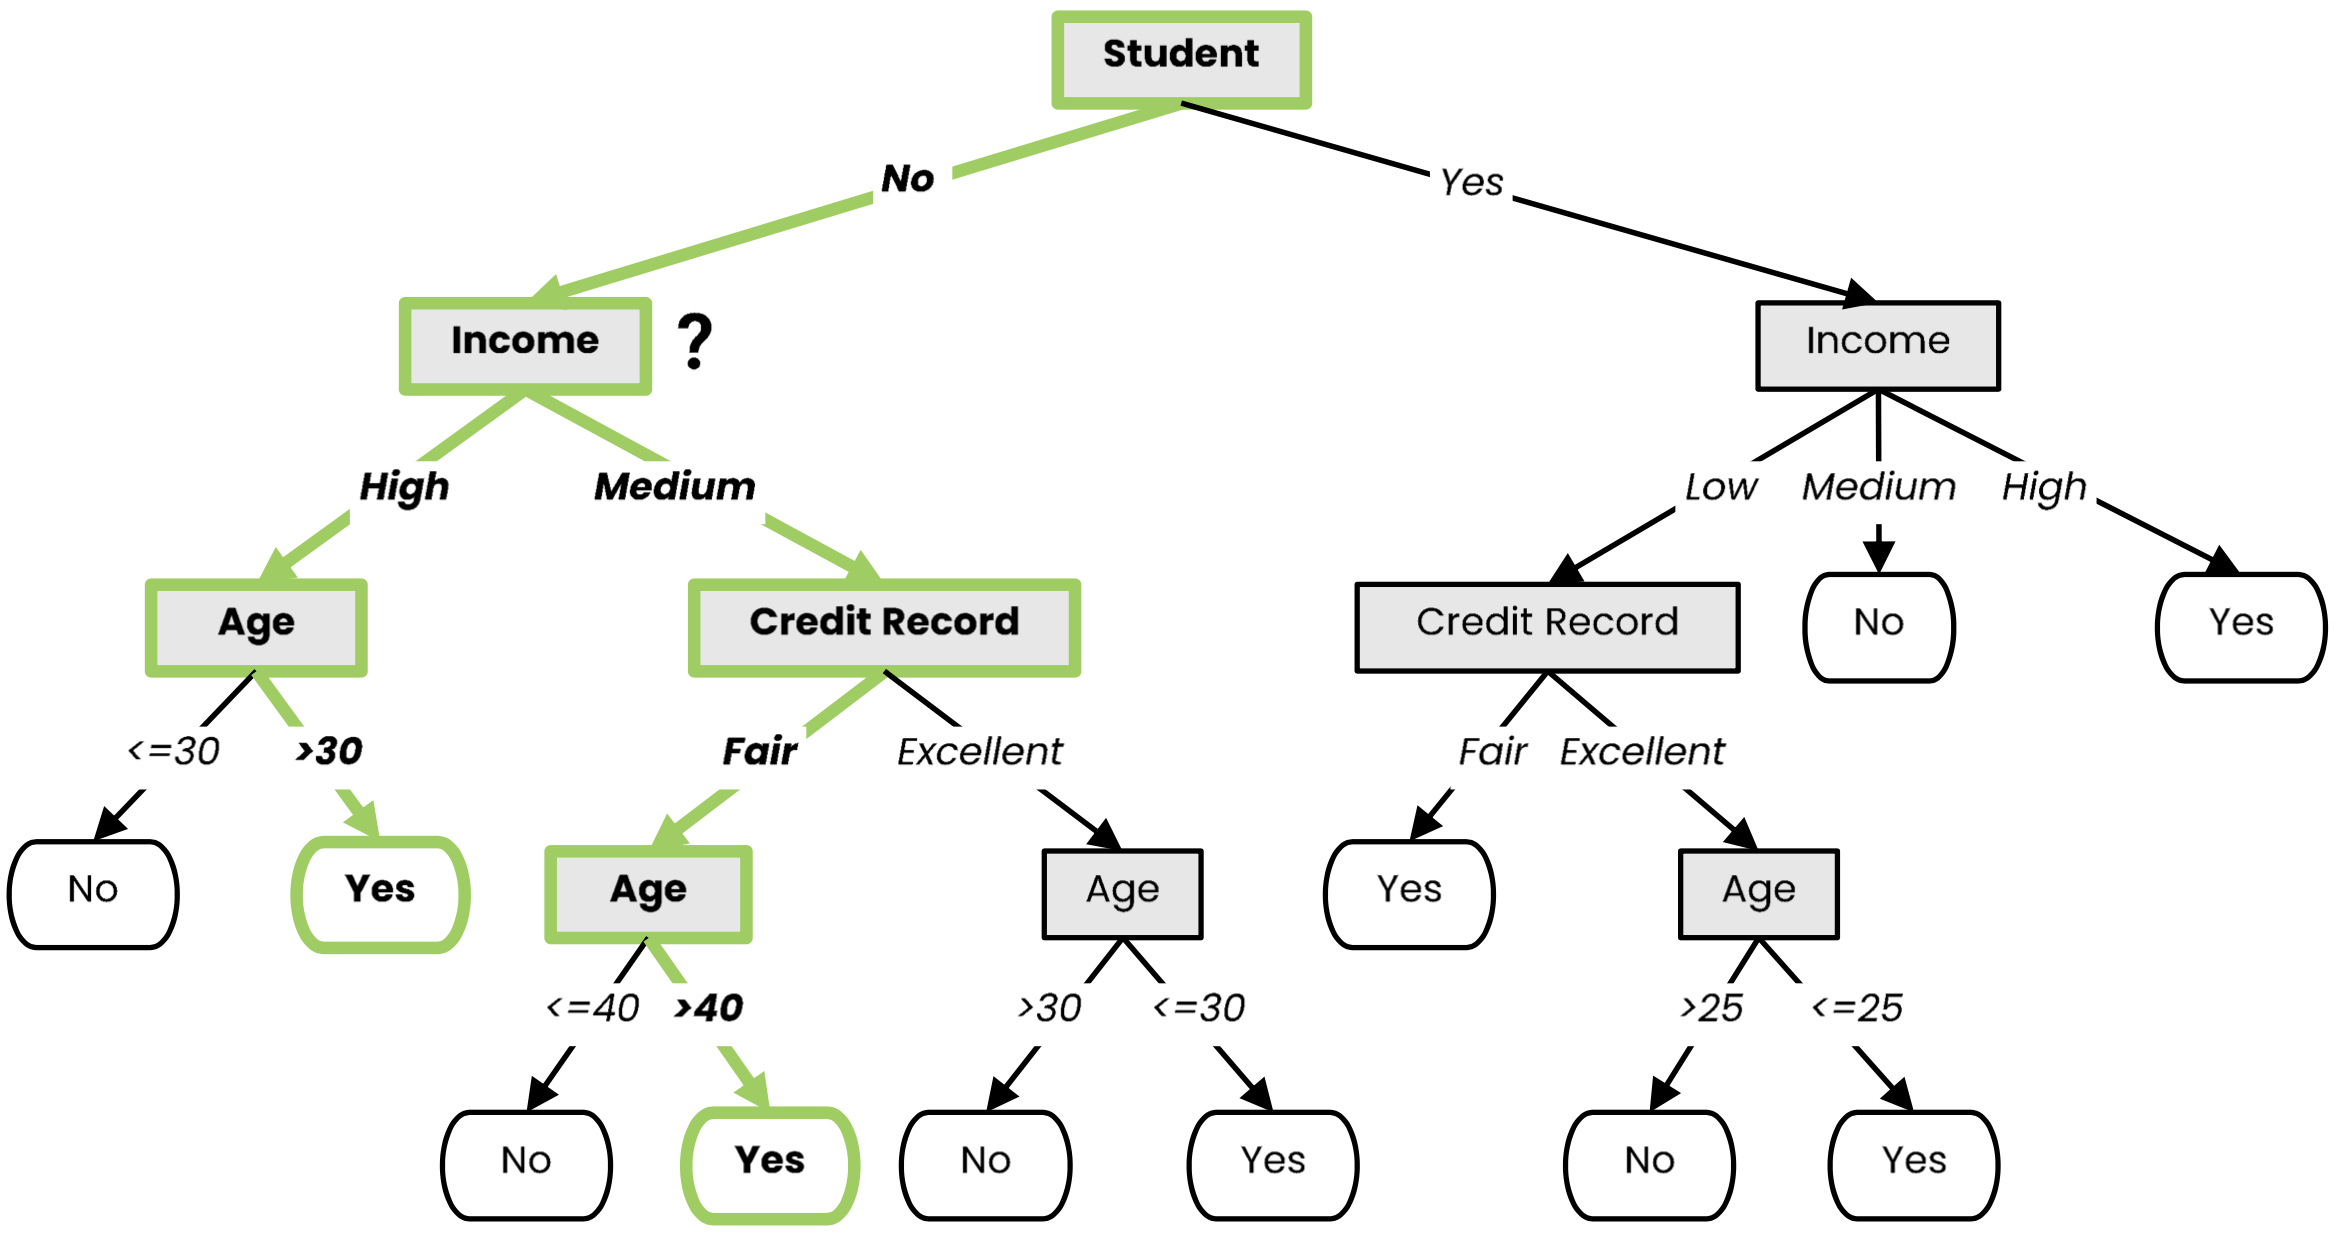 Student
No
Yes
Income
?
Income
High
Medium
Low
Medium
High
Age
Credit Record
Credit Record
No
Yes
<=30
>30
Fair
Excellent
Fair
Excellent
No
Yes
Age
Age
Yes
Age
<=40
>40
>30
<=30
>25
<=25
No
Yes
No
Yes
No
Yes